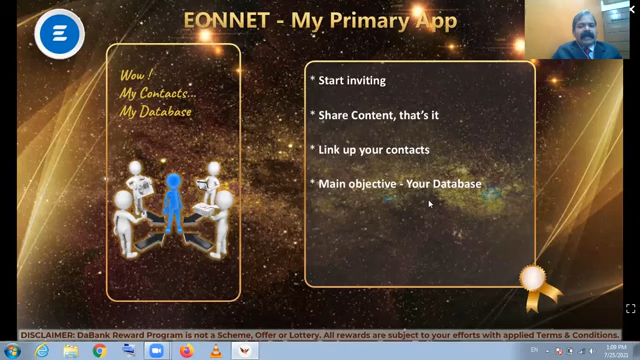 EONNET - My Primary App
Wow !
My Contacts...
My Database
* Start inviting
* Share Content, that's it
* Link up your contacts
* Main objective - Your Database
DISCLAIMER: DaBank Reward Program is not a Scheme, Offer or Lottery. All rewards are subject to your efforts with applied Terms & Conditions.
EN
1:09 PM
7/25/2021